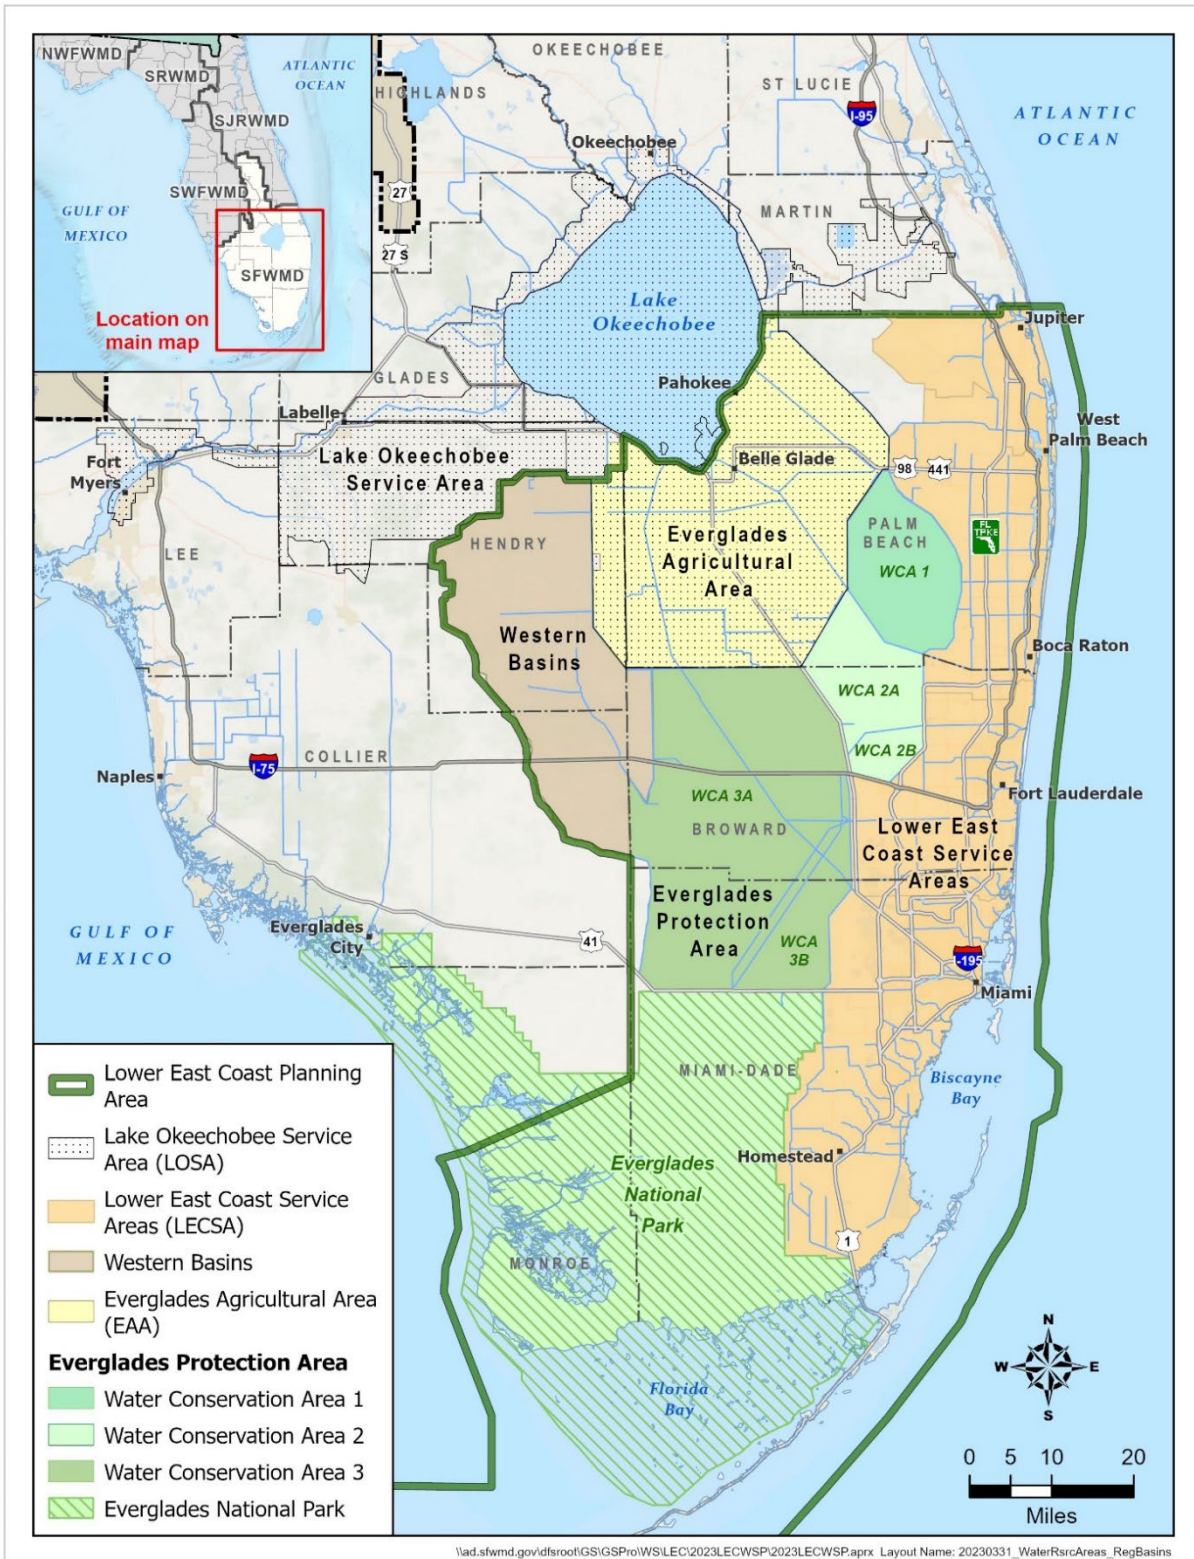 NWFWMD
SRWMD
SJRWMD
SWFWMD
SFWMD
ATLANTIC
OCEAN
GULF OF
MEXICO
Location on
main map
OKEECHOBEE
HIGHLANDS
ST LUCIE
I-95
ATLANTIC
OCEAN
Okeechobee
27
27 S
MARTIN
Lake
Okeechobee
Jupiter
GLADES
Pahokee
Labelle
West
Palm Beach
Fort
Myers
Lake Okeechobee
Service Area
Belle Glade
98
441
LEE
HENDRY
Everglades
Agricultural
Area
PALM
BEACH
WCA 1
FL
TPKE
Western
Basins
Boca Raton
WCA 2A
WCA 2B
COLLIER
I-75
Naples
WCA 3A
BROWARD
Fort Lauderdale
Lower East
Coast Service
Areas
Everglades
Protection
Area
WCA
3B
GULF OF
MEXICO
Everglades
City
41
I-195
Miami
MIAMI-DADE
Biscayne
Bay
Homestead
Everglades
National
Park
1
MONROE
Florida
Bay
Lower East Coast Planning
Area
Lake Okeechobee Service
Area (LOSA)
Lower East Coast Service
Areas (LECSA)
Western Basins
Everglades Agricultural Area
(EAA)
Everglades Protection Area
Water Conservation Area 1
Water Conservation Area 2
Water Conservation Area 3
Everglades National Park
N
W
E
S
0 5 10 20
Miles
\\ad.sfwmd.gov\dfsroot\GS\GSPro\WS\LEC\2023LECWSP\2023LECWSP.aprx Layout Name: 20230331_WaterRsrcAreas_RegBasins